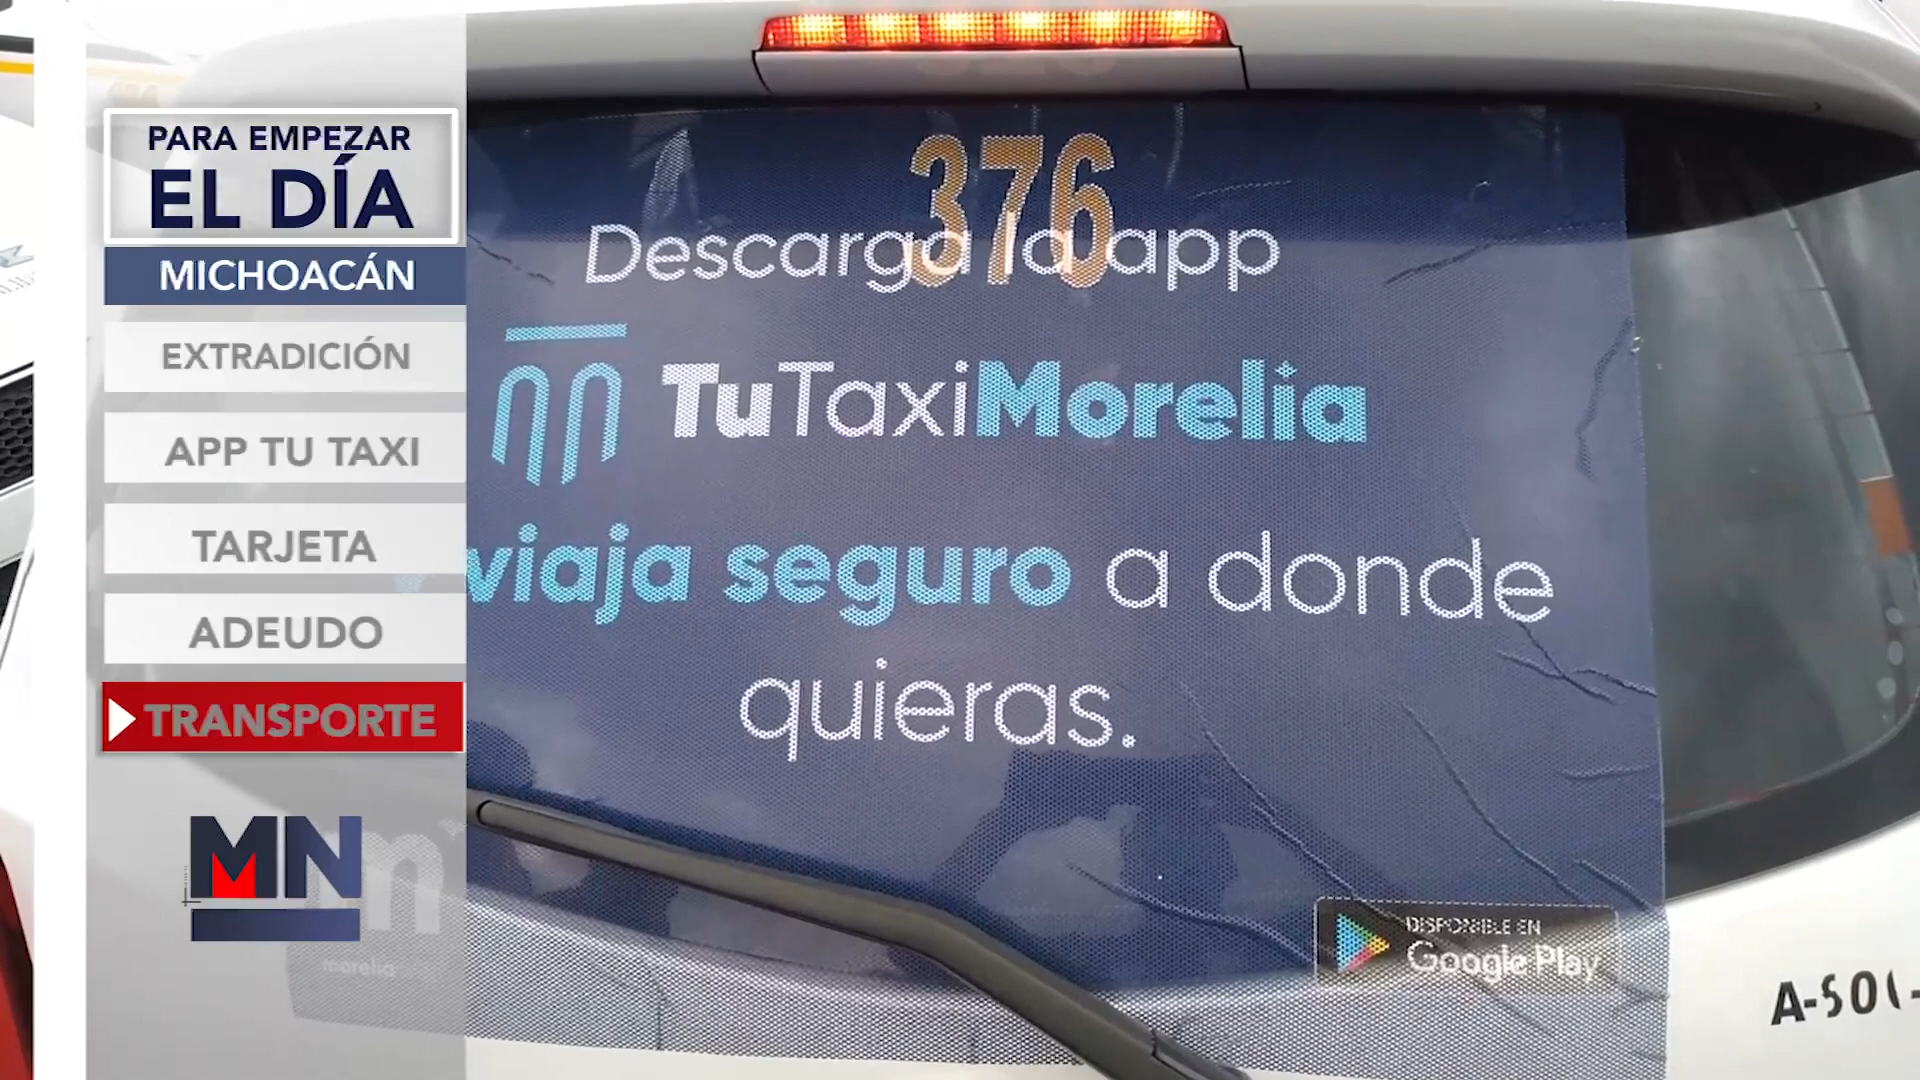 PARA EMPEZAR
EL DÍA
MICHOACÁN
EXTRADICIÓN
APP TU TAXI
TARJETA
ADEUDO
TRANSPORTE
MN
376
Descarga la app
TuTaxiMorelia
viaja seguro a donde
quieras.
DISPONIBLE EN
Google Play
morelia